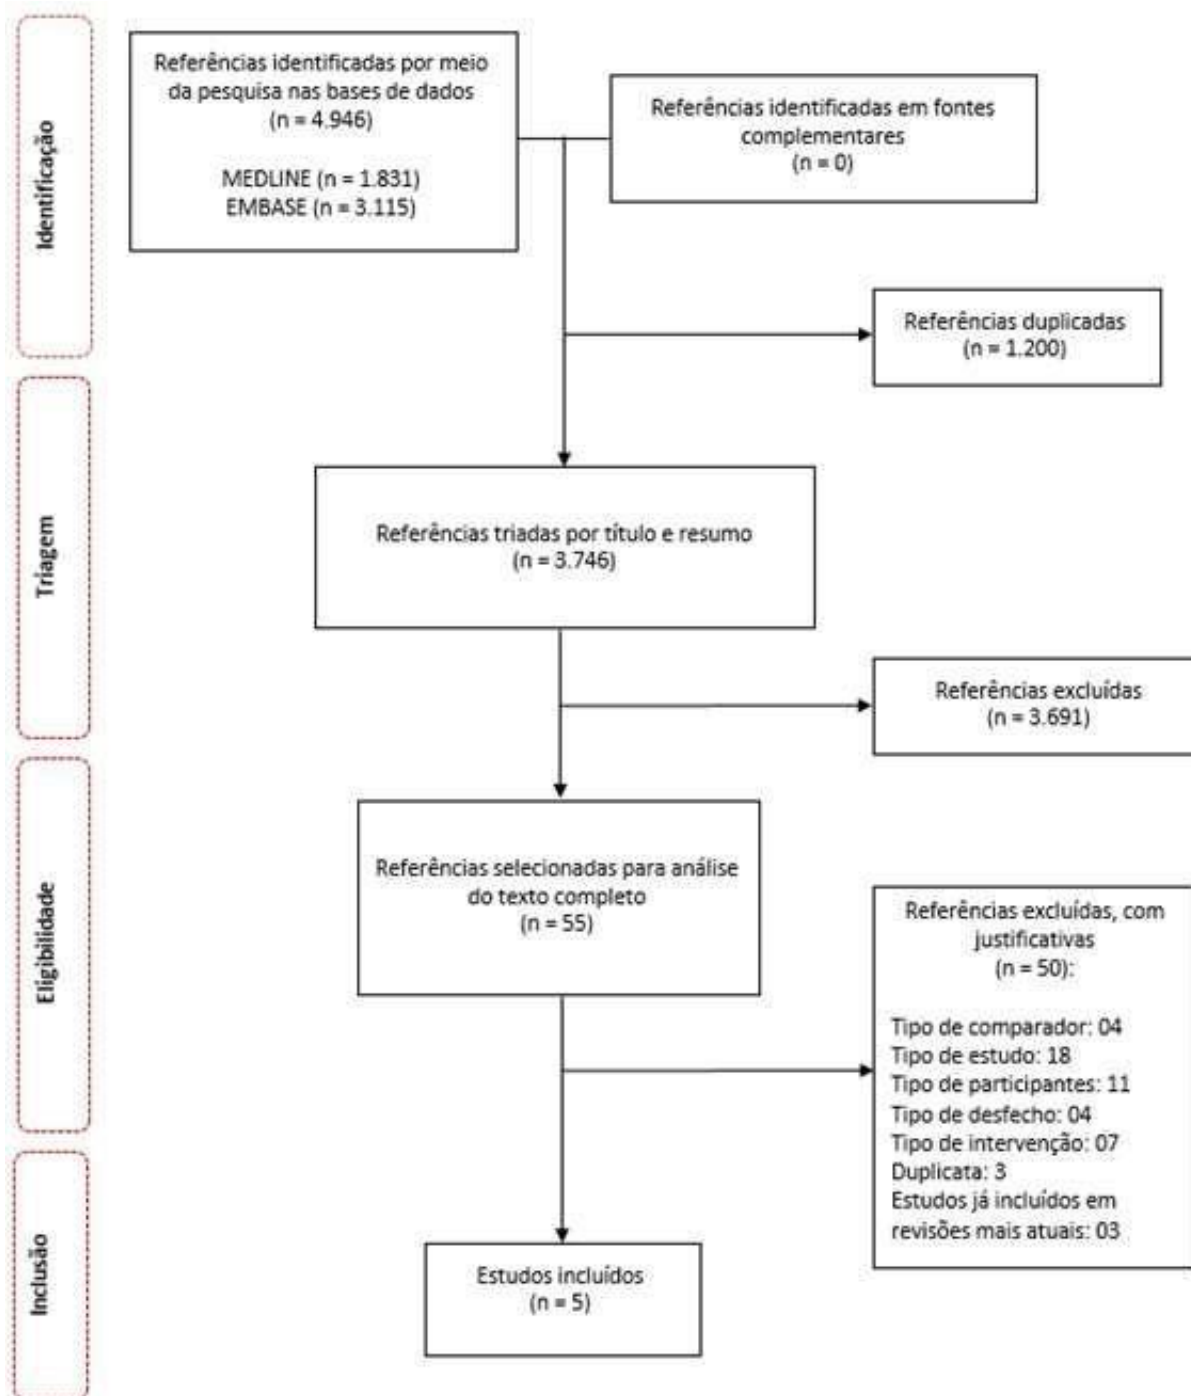 Identificação
Referências identificadas por meio
da pesquisa nas bases de dados
(n = 4.946)
MEDLINE (n = 1.831)
EMBASE (n = 3.115)
Referências identificadas em fontes
complementares
(n = 0)
Referências duplicadas
(n = 1.200)
Triagem
Referências triadas por título e resumo
(n = 3.746)
Referências excluídas
(n = 3.691)
Eligibilidade
Referências selecionadas para análise
do texto completo
(n = 55)
Referências excluídas, com
justificativas
(n = 50):
Tipo de comparador: 04
Tipo de estudo: 18
Tipo de participantes: 11
Tipo de desfecho: 04
Tipo de intervenção: 07
Duplicata: 3
Estudos já incluídos em
revisões mais atuais: 03
Inclusão
Estudos incluídos
(n = 5)